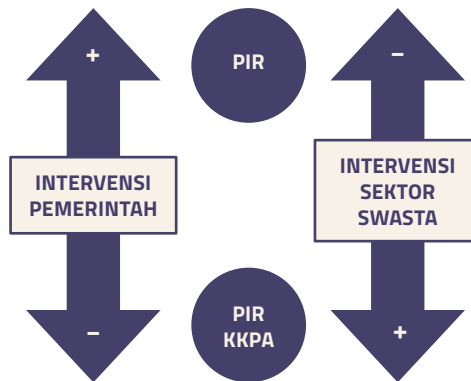 +
PIR
–
INTERVENSI
PEMERINTAH
INTERVENSI
SEKTOR
SWASTA
–
PIR
KKPA
+